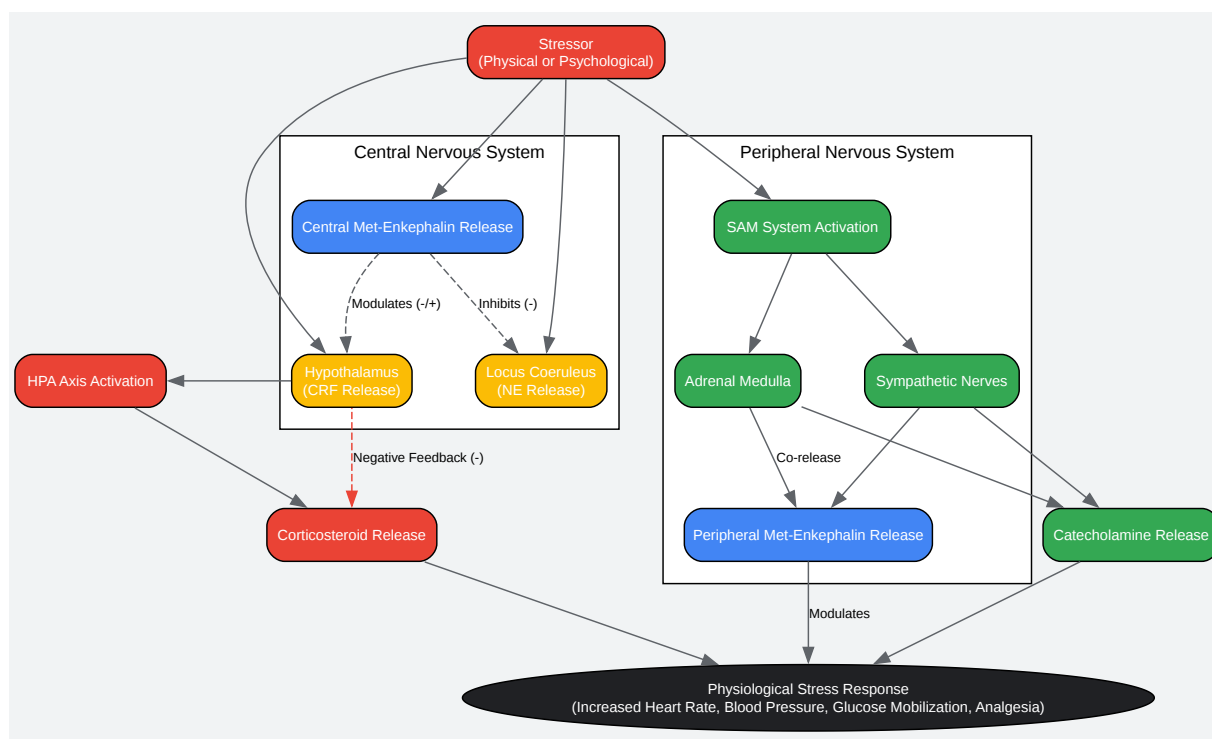 Stressor
(Physical or Psychological)
Central Nervous System
Peripheral Nervous System
Central Met-Enkephalin Release
SAM System Activation
Modulates (-/+)
Inhibits (-)
HPA Axis Activation
Hypothalamus
(CRF Release)
Locus Coeruleus
(NE Release)
Adrenal Medulla
Sympathetic Nerves
Negative Feedback (-)
Co-release
Corticosteroid Release
Peripheral Met-Enkephalin Release
Catecholamine Release
Modulates
Physiological Stress Response
(Increased Heart Rate, Blood Pressure, Glucose Mobilization, Analgesia)